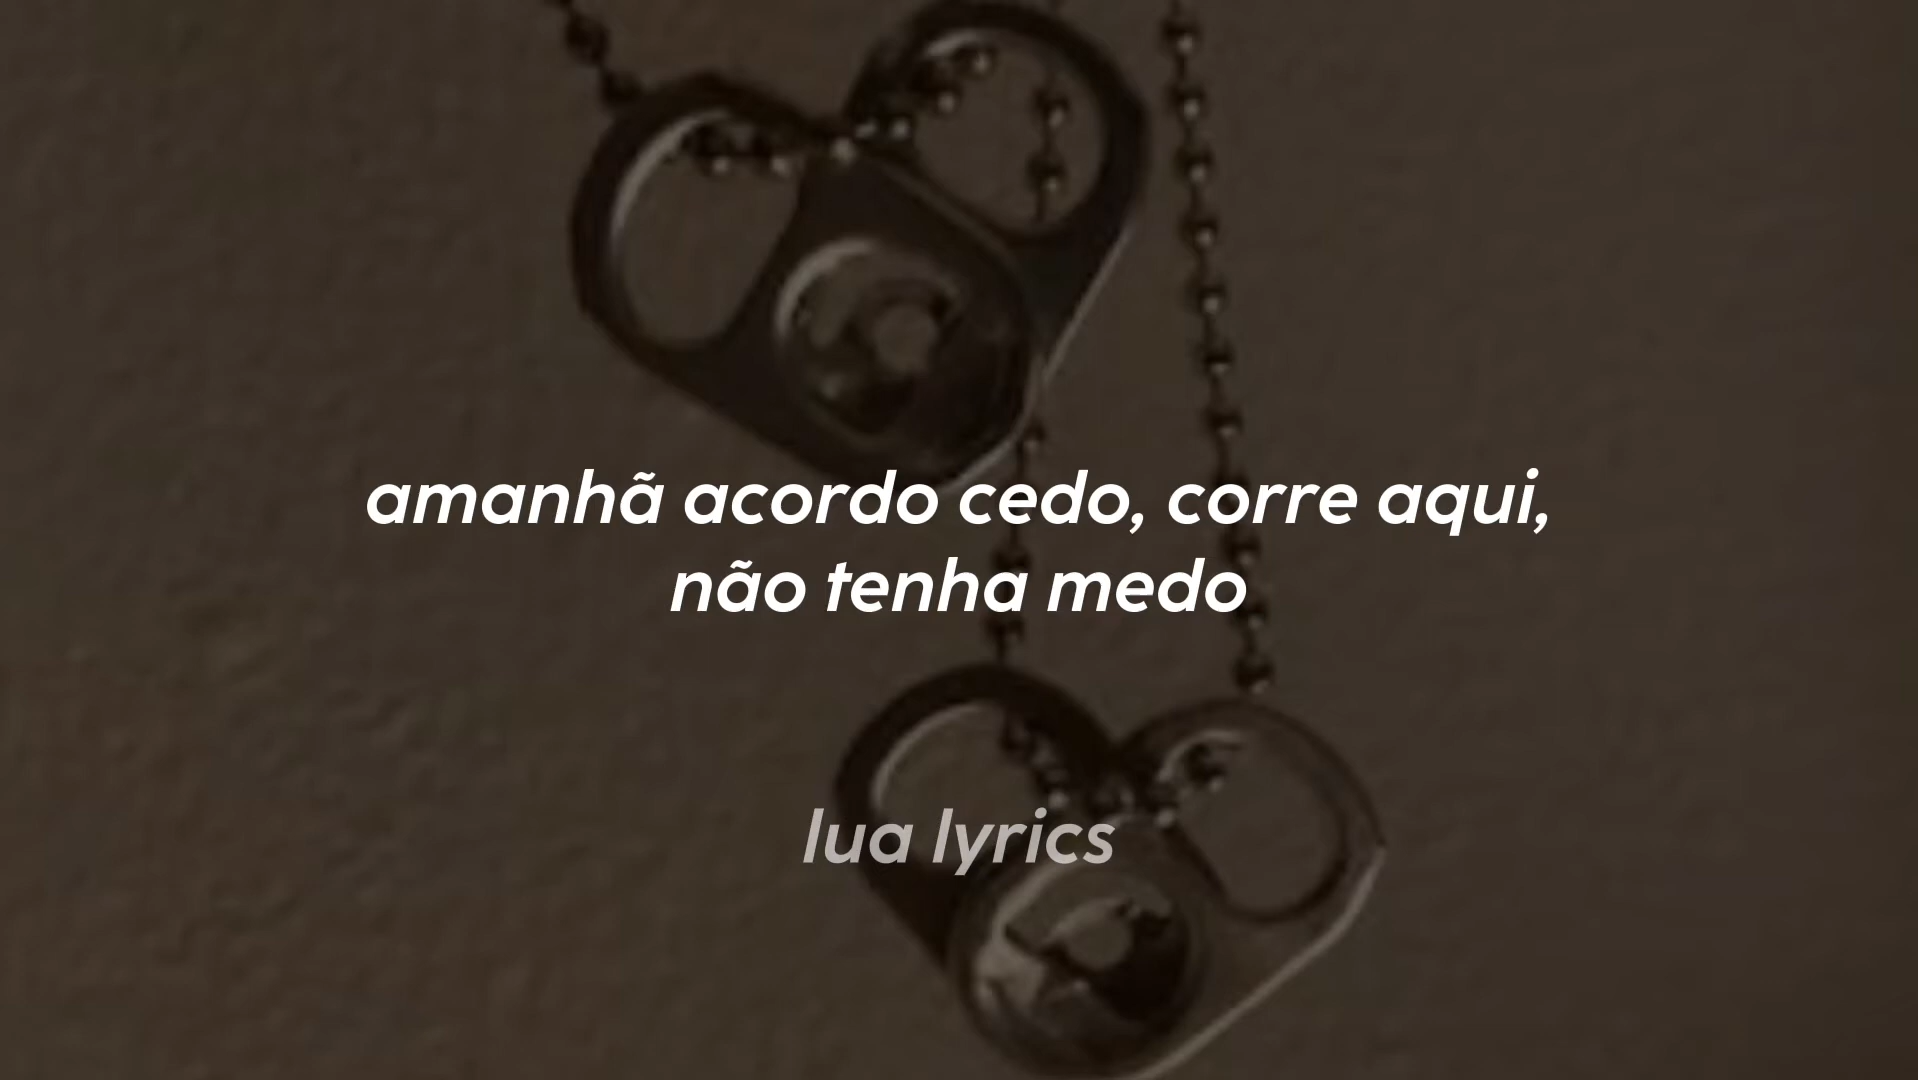 amanhã acordo cedo, corre aqui,
não tenha medo
lua lyrics